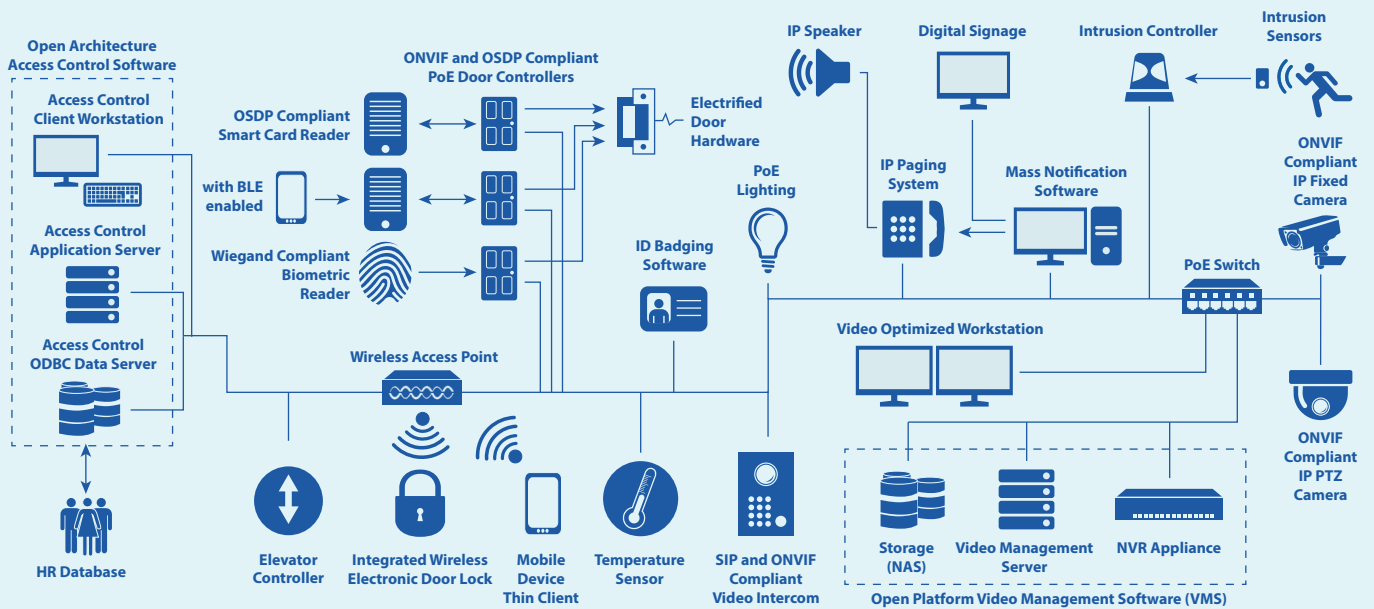 Open Architecture
Access Control Software
Access Control
Client Workstation
Access Control
Application Server
Access Control
ODBC Data Server
HR Database
ONVIF and OSDP Compliant
PoE Door Controllers
OSDP Compliant
Smart Card Reader
with BLE
enabled
Wiegand Compliant
Biometric
Reader
Electrified
Door
Hardware
Wireless Access Point
ID Badging
Software
PoE
Lighting
IP Speaker
Digital Signage
Intrusion Controller
Intrusion
Sensors
IP Paging
System
Mass Notification
Software
ONVIF
Compliant
IP Fixed
Camera
PoE Switch
Video Optimized Workstation
ONVIF
Compliant
IP PTZ
Camera
Elevator
Controller
Integrated Wireless
Electronic Door Lock
Mobile
Device
Thin Client
Temperature
Sensor
SIP and ONVIF
Compliant
Video Intercom
Storage
(NAS)
Video Management
Server
NVR Appliance
Open Platform Video Management Software (VMS)